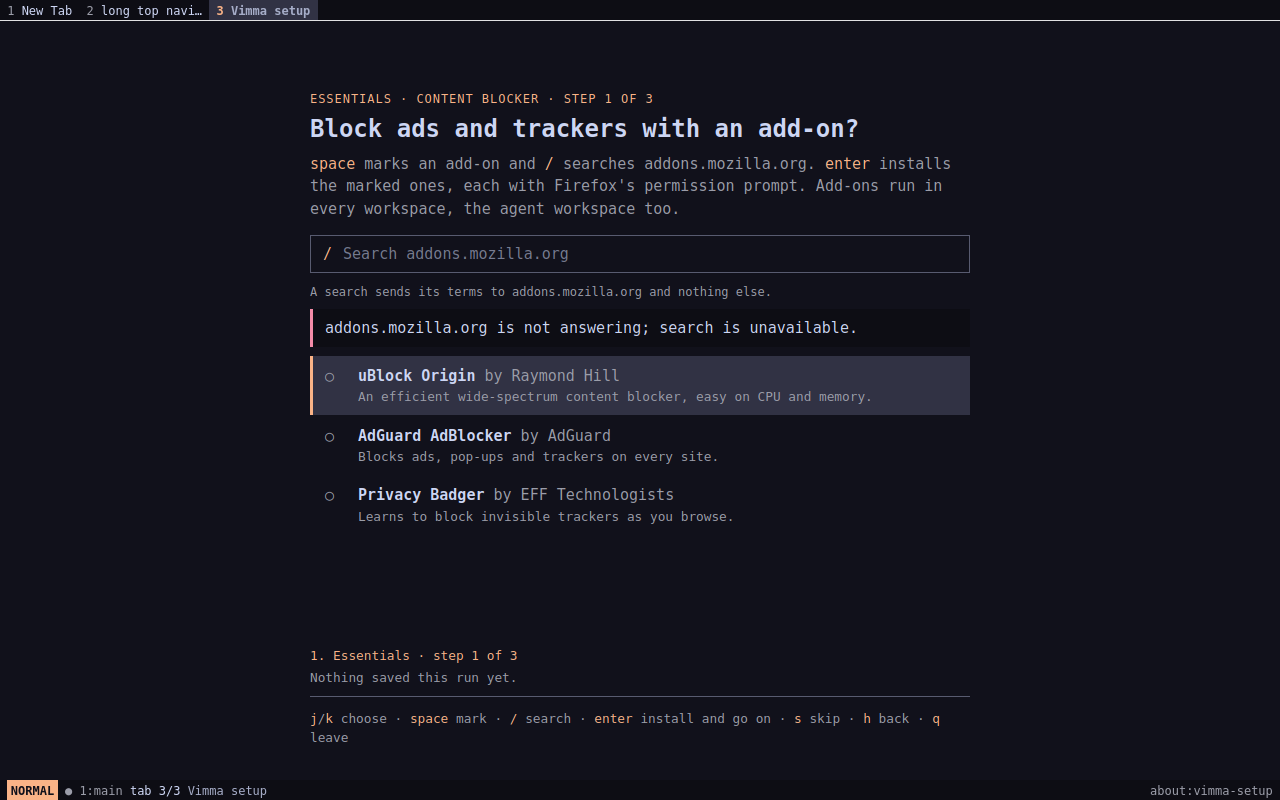 1 New Tab 2 long top navi… 3 Vimma setup
ESSENTIALS · CONTENT BLOCKER · STEP 1 OF 3
Block ads and trackers with an add-on?
space marks an add-on and / searches addons.mozilla.org. enter installs
the marked ones, each with Firefox's permission prompt. Add-ons run in
every workspace, the agent workspace too.
/ Search addons.mozilla.org
A search sends its terms to addons.mozilla.org and nothing else.
addons.mozilla.org is not answering; search is unavailable.
uBlock Origin by Raymond Hill
An efficient wide-spectrum content blocker, easy on CPU and memory.
AdGuard AdBlocker by AdGuard
Blocks ads, pop-ups and trackers on every site.
Privacy Badger by EFF Technologists
Learns to block invisible trackers as you browse.
1. Essentials · step 1 of 3
Nothing saved this run yet.
j/k choose · space mark · / search · enter install and go on · s skip · h back · q
leave
NORMAL ● 1:main tab 3/3 Vimma setup about:vimma-setup